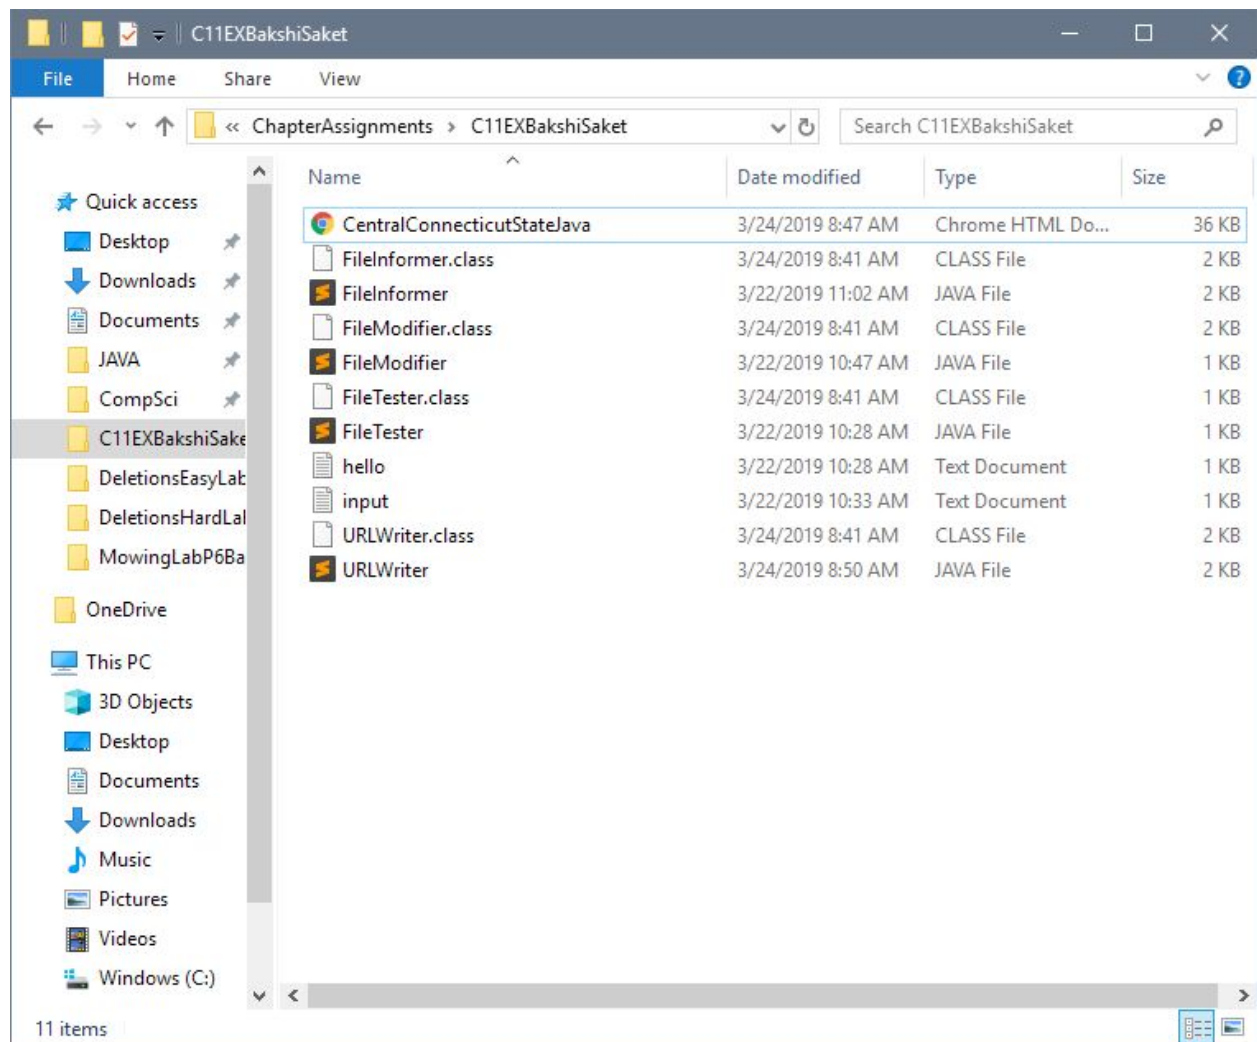 C11EXBakshiSaket
File Home Share View
« ChapterAssignments > C11EXBakshiSaket Search C11EXBakshiSaket
Name Date modified Type Size
Quick access
Desktop
Downloads
Documents
JAVA
CompSci
C11EXBakshiSake
DeletionsEasyLab
DeletionsHardLal
MowingLabP6Ba
OneDrive
This PC
3D Objects
Desktop
Documents
Downloads
Music
Pictures
Videos
Windows (C:)
CentralConnecticutStateJava 3/24/2019 8:47 AM Chrome HTML Do... 36 KB
FileInformer.class 3/24/2019 8:41 AM CLASS File 2 KB
FileInformer 3/22/2019 11:02 AM JAVA File 2 KB
FileModifier.class 3/24/2019 8:41 AM CLASS File 2 KB
FileModifier 3/22/2019 10:47 AM JAVA File 1 KB
FileTester.class 3/24/2019 8:41 AM CLASS File 1 KB
FileTester 3/22/2019 10:28 AM JAVA File 1 KB
hello 3/22/2019 10:28 AM Text Document 1 KB
input 3/22/2019 10:33 AM Text Document 1 KB
URLWriter.class 3/24/2019 8:41 AM CLASS File 2 KB
URLWriter 3/24/2019 8:50 AM JAVA File 2 KB
11 items